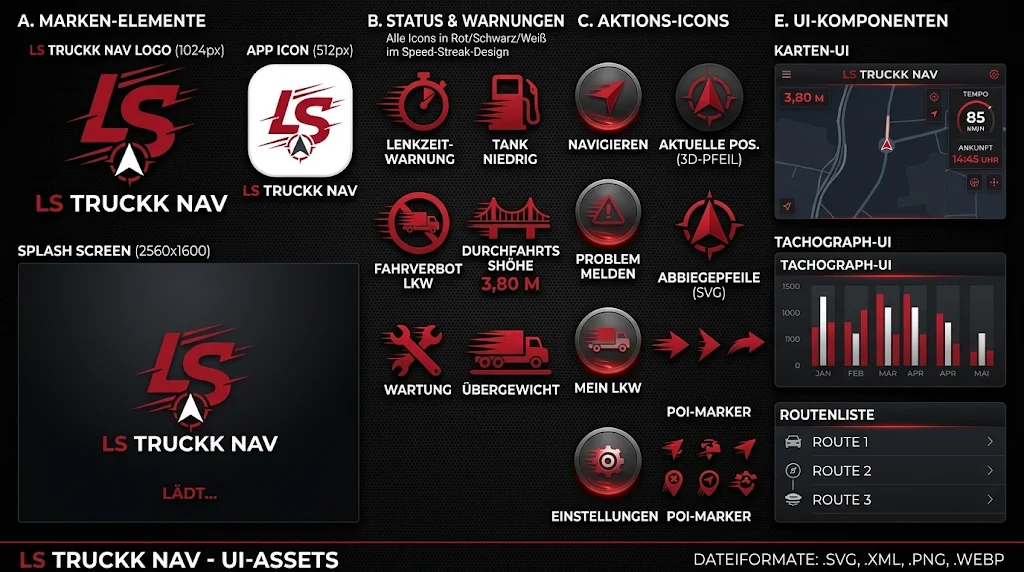 A. MARKEN-ELEMENTE
LS TRUCKK NAV LOGO (1024px)
LS
LS TRUCKK NAV
APP ICON (512px)
LS
LS TRUCKK NAV
SPLASH SCREEN (2560x1600)
LS
LS TRUCKK NAV
LÄDT...
B. STATUS & WARNUNGEN
Alle Icons in Rot/Schwarz/Weiß
im Speed-Streak-Design
LENKZEIT-
WARNUNG
TANK
NIEDRIG
FAHRVERBOT
LKW
DURCHFAHRTS
SHÖHE
3,80 M
WARTUNG
ÜBERGEWICHT
C. AKTIONS-ICONS
NAVIGIEREN
AKTUELLE POS.
(3D-PFEIL)
PROBLEM
MELDEN
ABBIEGEPFEILE
(SVG)
MEIN LKW
POI-MARKER
EINSTELLUNGEN
POI-MARKER
E. UI-KOMPONENTEN
KARTEN-UI
LS TRUCKK NAV
3,80 M
TEMPO
85
ANKUNFT
14:45 UHR
TACHOGRAPH-UI
TACHOGRAPH-UI
1500
1000
1100
0
JAN
FEB
MAR
APR
APR
MAI
ROUTENLISTE
ROUTE 1
ROUTE 2
ROUTE 3
LS TRUCKK NAV - UI-ASSETS
DATEIFORMATE: .SVG, .XML, .PNG, .WEBP